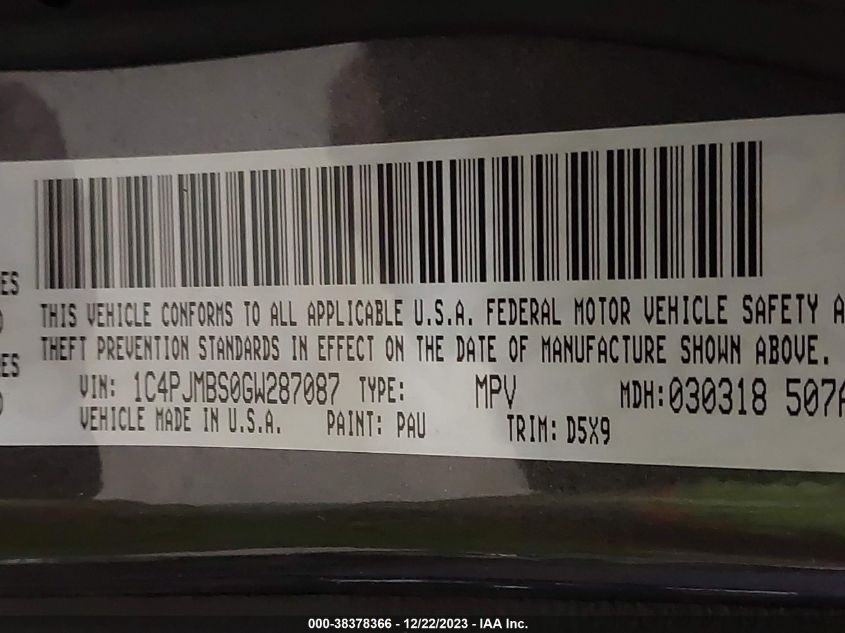 THIS VEHICLE CONFORMS TO ALL APPLICABLE U.S.A. FEDERAL MOTOR VEHICLE SAFETY A
THEFT PREVENTION STANDARDS IN EFFECT ON THE DATE OF MANUFACTURE SHOWN ABOVE.
VIN: 1C4PJMBS0GW287087 TYPE: MPV MDH:030318 507A
VEHICLE MADE IN U.S.A. PAINT: PAU TRIM: D5X9
ES
)
ES
)
000-38378366 - 12/22/2023 - IAA Inc.